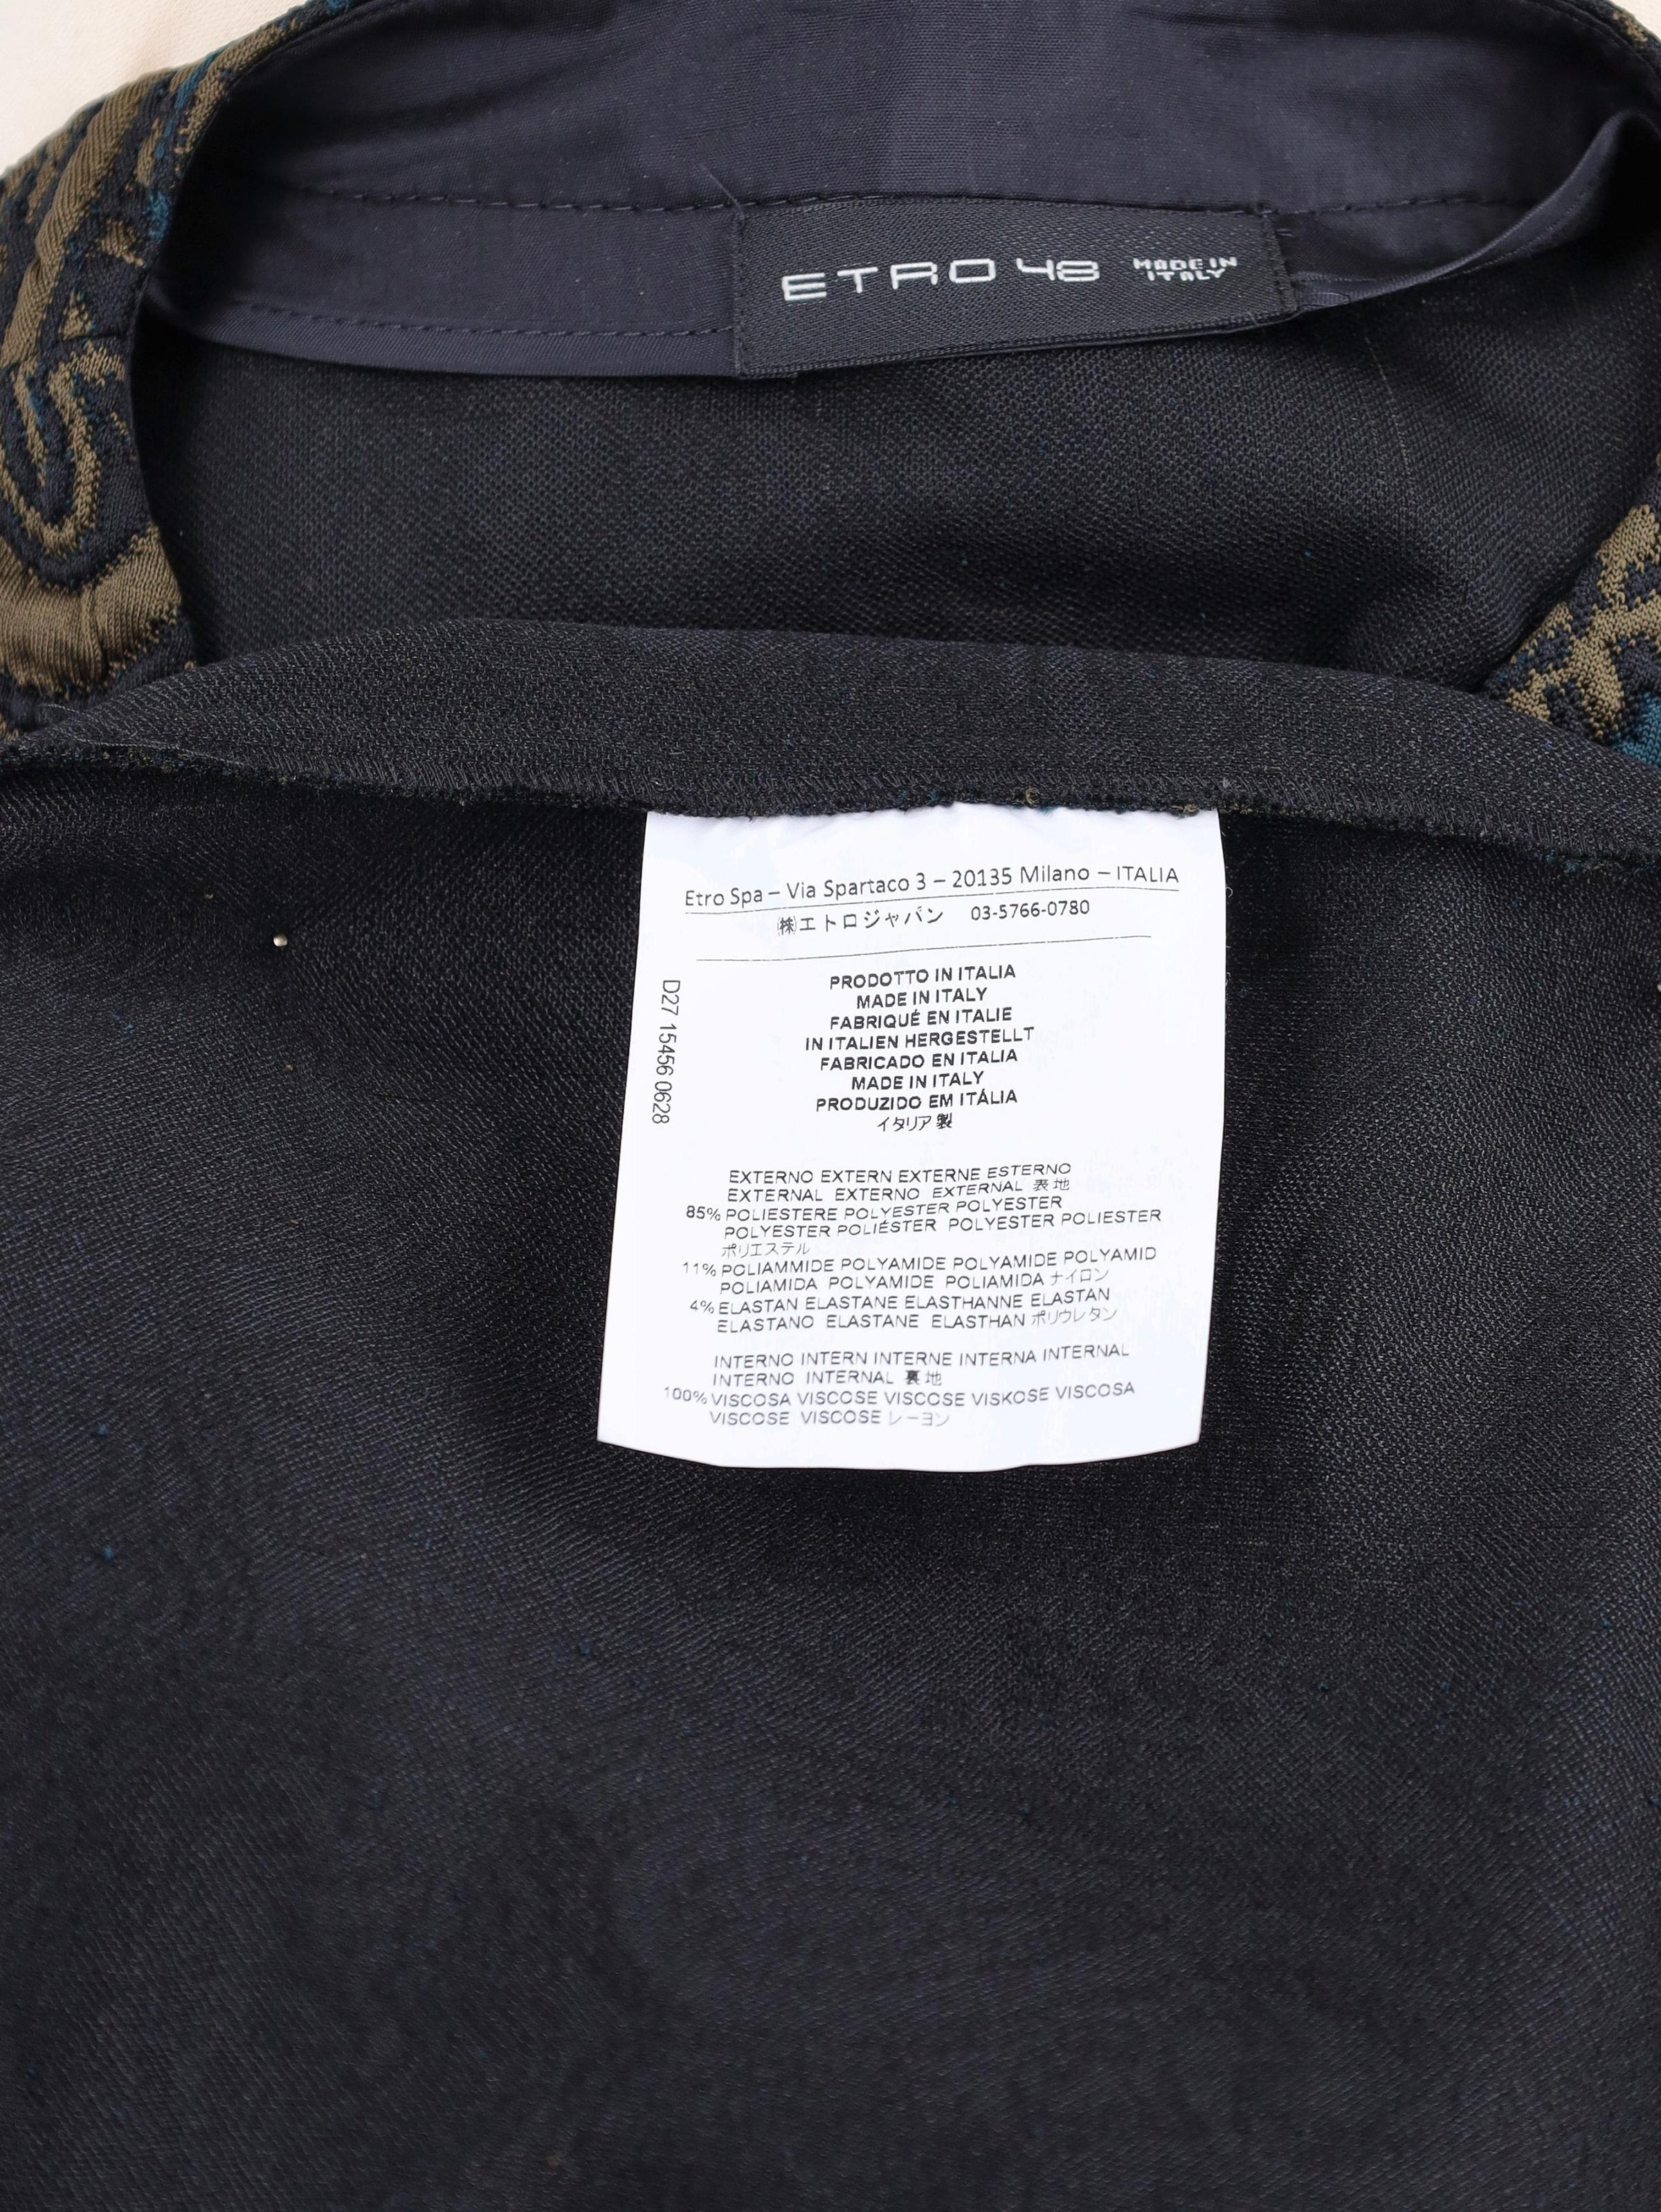 ETRO 48 MADE IN
ITALY
Etro Spa – Via Spartaco 3 – 20135 Milano – ITALIA
㈱エトロジャパン 03-5766-0780
D27 15456 0628
PRODOTTO IN ITALIA
MADE IN ITALY
FABRIQUÉ EN ITALIE
IN ITALIEN HERGESTELLT
FABRICADO EN ITALIA
MADE IN ITALY
PRODUZIDO EM ITÁLIA
イタリア製
EXTERNO EXTERN EXTERNE ESTERNO
EXTERNAL EXTERNO EXTERNAL 表地
85% POLIESTERE POLYESTER POLYESTER
POLYESTER POLIÉSTER POLYESTER POLIESTER
ポリエステル
11% POLIAMMIDE POLYAMIDE POLYAMIDE POLYAMID
POLIAMIDA POLYAMIDE POLIAMIDA ナイロン
4% ELASTAN ELASTANE ELASTHANNE ELASTAN
ELASTANO ELASTANE ELASTHAN ポリウレタン
INTERNO INTERN INTERNE INTERNA INTERNAL
INTERNO INTERNAL 裏地
100% VISCOSA VISCOSE VISCOSE VISKOSE VISCOSA
VISCOSE VISCOSE レーヨン